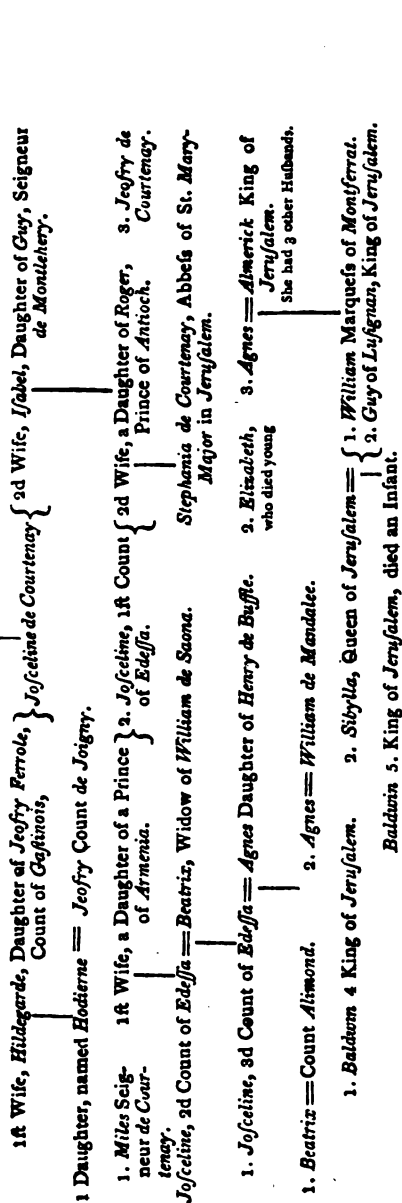 1ſt Wife, Hildegarde, Daughter of Jeofry Ferrole, } Joſceline de Courtenay { 2d Wife, Iſabel, Daughter of Guy, Seigneur
Count of Gaſtinois, de Montlehery.
1 Daughter, named Hodierne == Jeofry Count de Joigny.
1. Miles Seig- 1ſt Wife, a Daughter of a Prince } 2. Joſceline, 1ſt Count { 2d Wife, a Daughter of Roger, 3. Jeofry de
neur de Cour- of Armenia. of Edeſſa. Prince of Antioch. Courtenay.
tenay.
Joſceline, 2d Count of Edeſſa == Beatrix, Widow of William de Saona. Stephania de Courtenay, Abbeſs of St. Mary-
Major in Jeruſalem.
1. Joſceline, 3d Count of Edeſſa == Agnes Daughter of Henry de Buffle. 2. Elizabeth, 3. Agnes == Almerick King of
who died young Jeruſalem.
She had 3 other Huſbands.
1. Beatrix == Count Alimond. 2. Agnes == William de Mandalee.
1. Baldwin 4 King of Jeruſalem. 2. Sibylla, Queen of Jeruſalem == { 1. William Marqueſs of Montferrat.
2. Guy of Luſignan, King of Jeruſalem.
Baldwin 5. King of Jeruſalem, died an Infant.